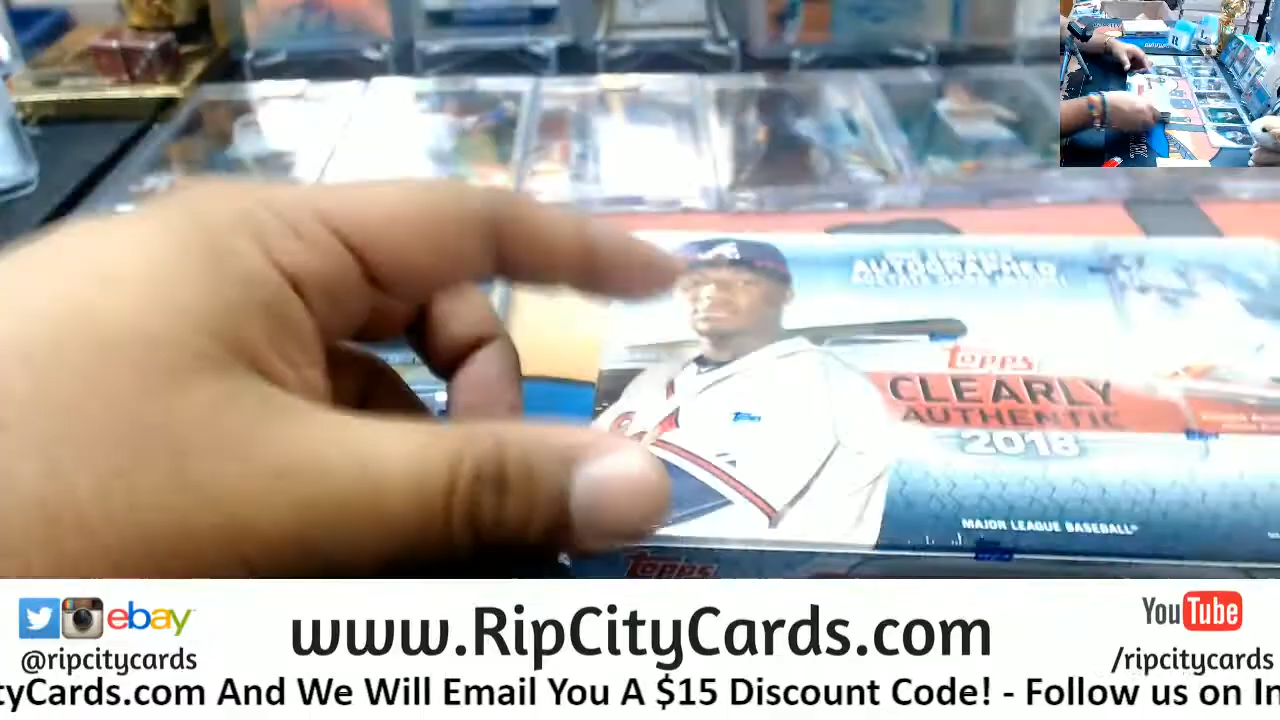 AUTOGRAPHED
topps
CLEARLY
AUTHENTIC
2018
MAJOR LEAGUE BASEBALL
topps
ebay
www.RipCityCards.com
YouTube
@ripcitycards
/ripcitycards
tyCards.com And We Will Email You A $15 Discount Code! - Follow us on In